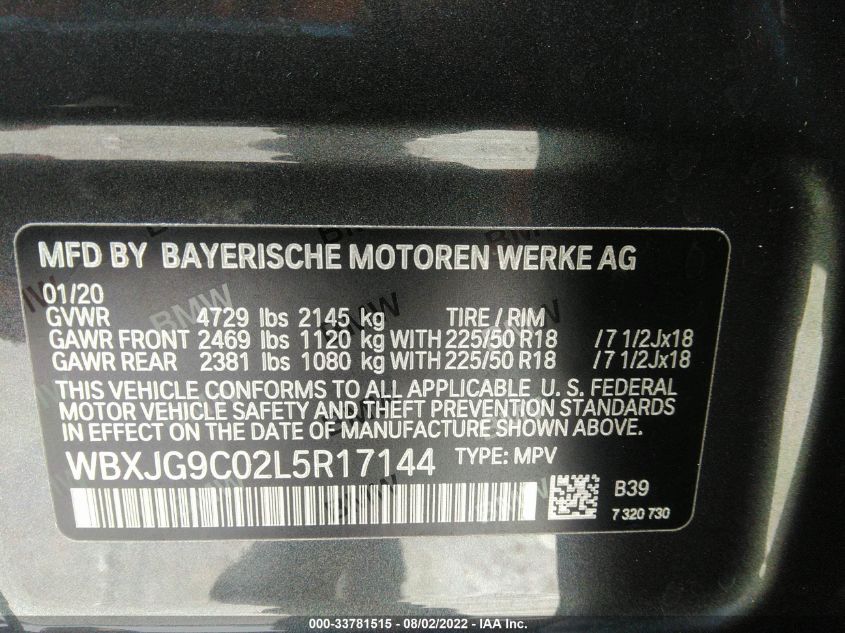 MFD BY BAYERISCHE MOTOREN WERKE AG
01/20
GVWR 4729 lbs 2145 kg TIRE / RIM
GAWR FRONT 2469 lbs 1120 kg WITH 225/50 R18 /7 1/2Jx18
GAWR REAR 2381 lbs 1080 kg WITH 225/50 R18 /7 1/2Jx18
THIS VEHICLE CONFORMS TO ALL APPLICABLE U. S. FEDERAL
MOTOR VEHICLE SAFETY AND THEFT PREVENTION STANDARDS
IN EFFECT ON THE DATE OF MANUFACTURE SHOWN ABOVE.
WBXJG9C02L5R17144 TYPE: MPV
B39
7 320 730
000-33781515 - 08/02/2022 - IAA Inc.